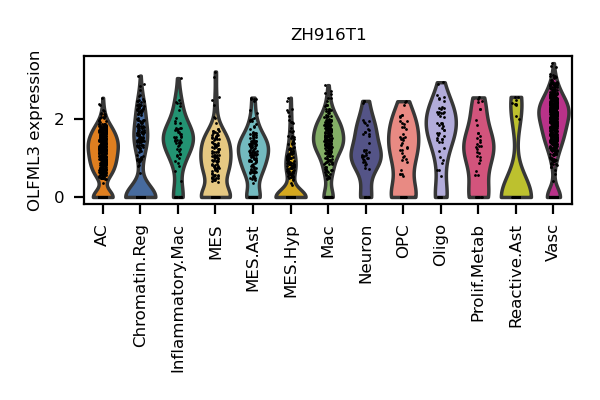 ZH916T1
OLFML3 expression
2
0
AC
Chromatin.Reg
Inflammatory.Mac
MES
MES.Ast
MES.Hyp
Mac
Neuron
OPC
Oligo
Prolif.Metab
Reactive.Ast
Vasc